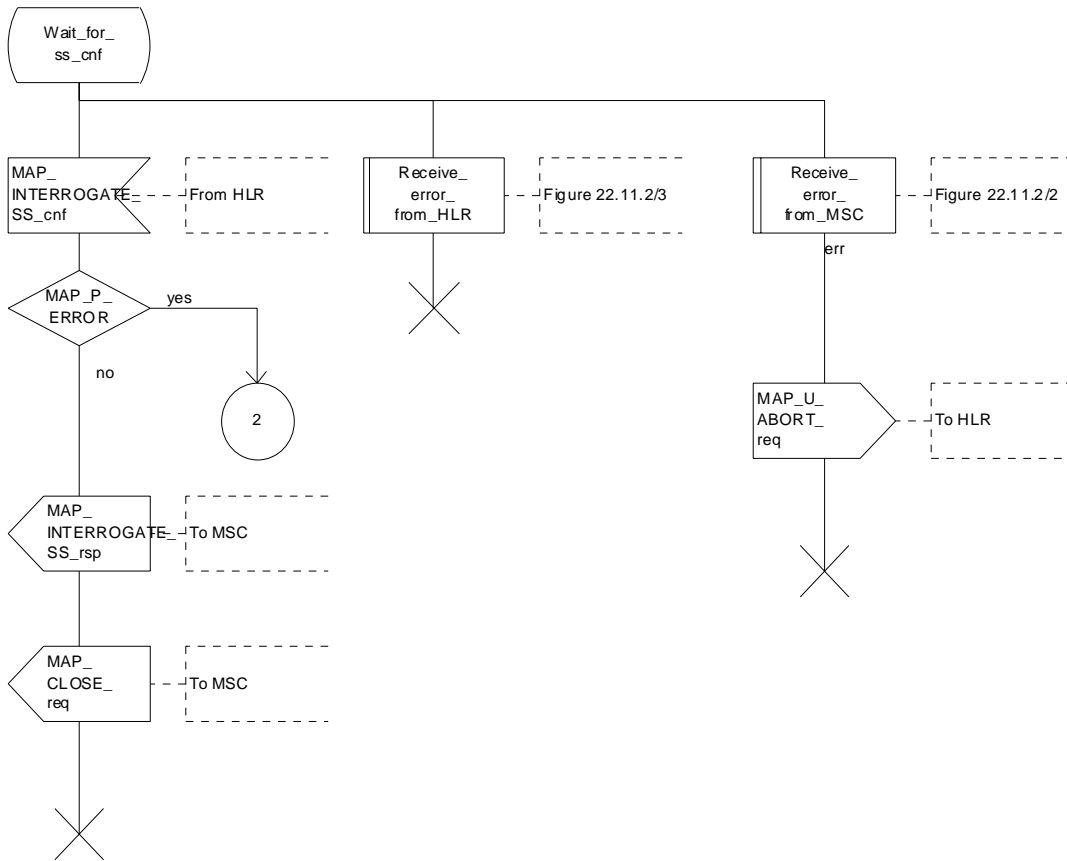 Wait_for_
ss_cnf
MAP_
INTERROGATE_
SS_cnf
From HLR
Receive_
error_
from_HLR
Figure 22.11.2/3
Receive_
error_
from_MSC
Figure 22.11.2/2
err
MAP_P_
ERROR
yes
no
2
MAP_U_
ABORT_
req
To HLR
MAP_
INTERROGATE_
SS_rsp
To MSC
MAP_
CLOSE_
req
To MSC